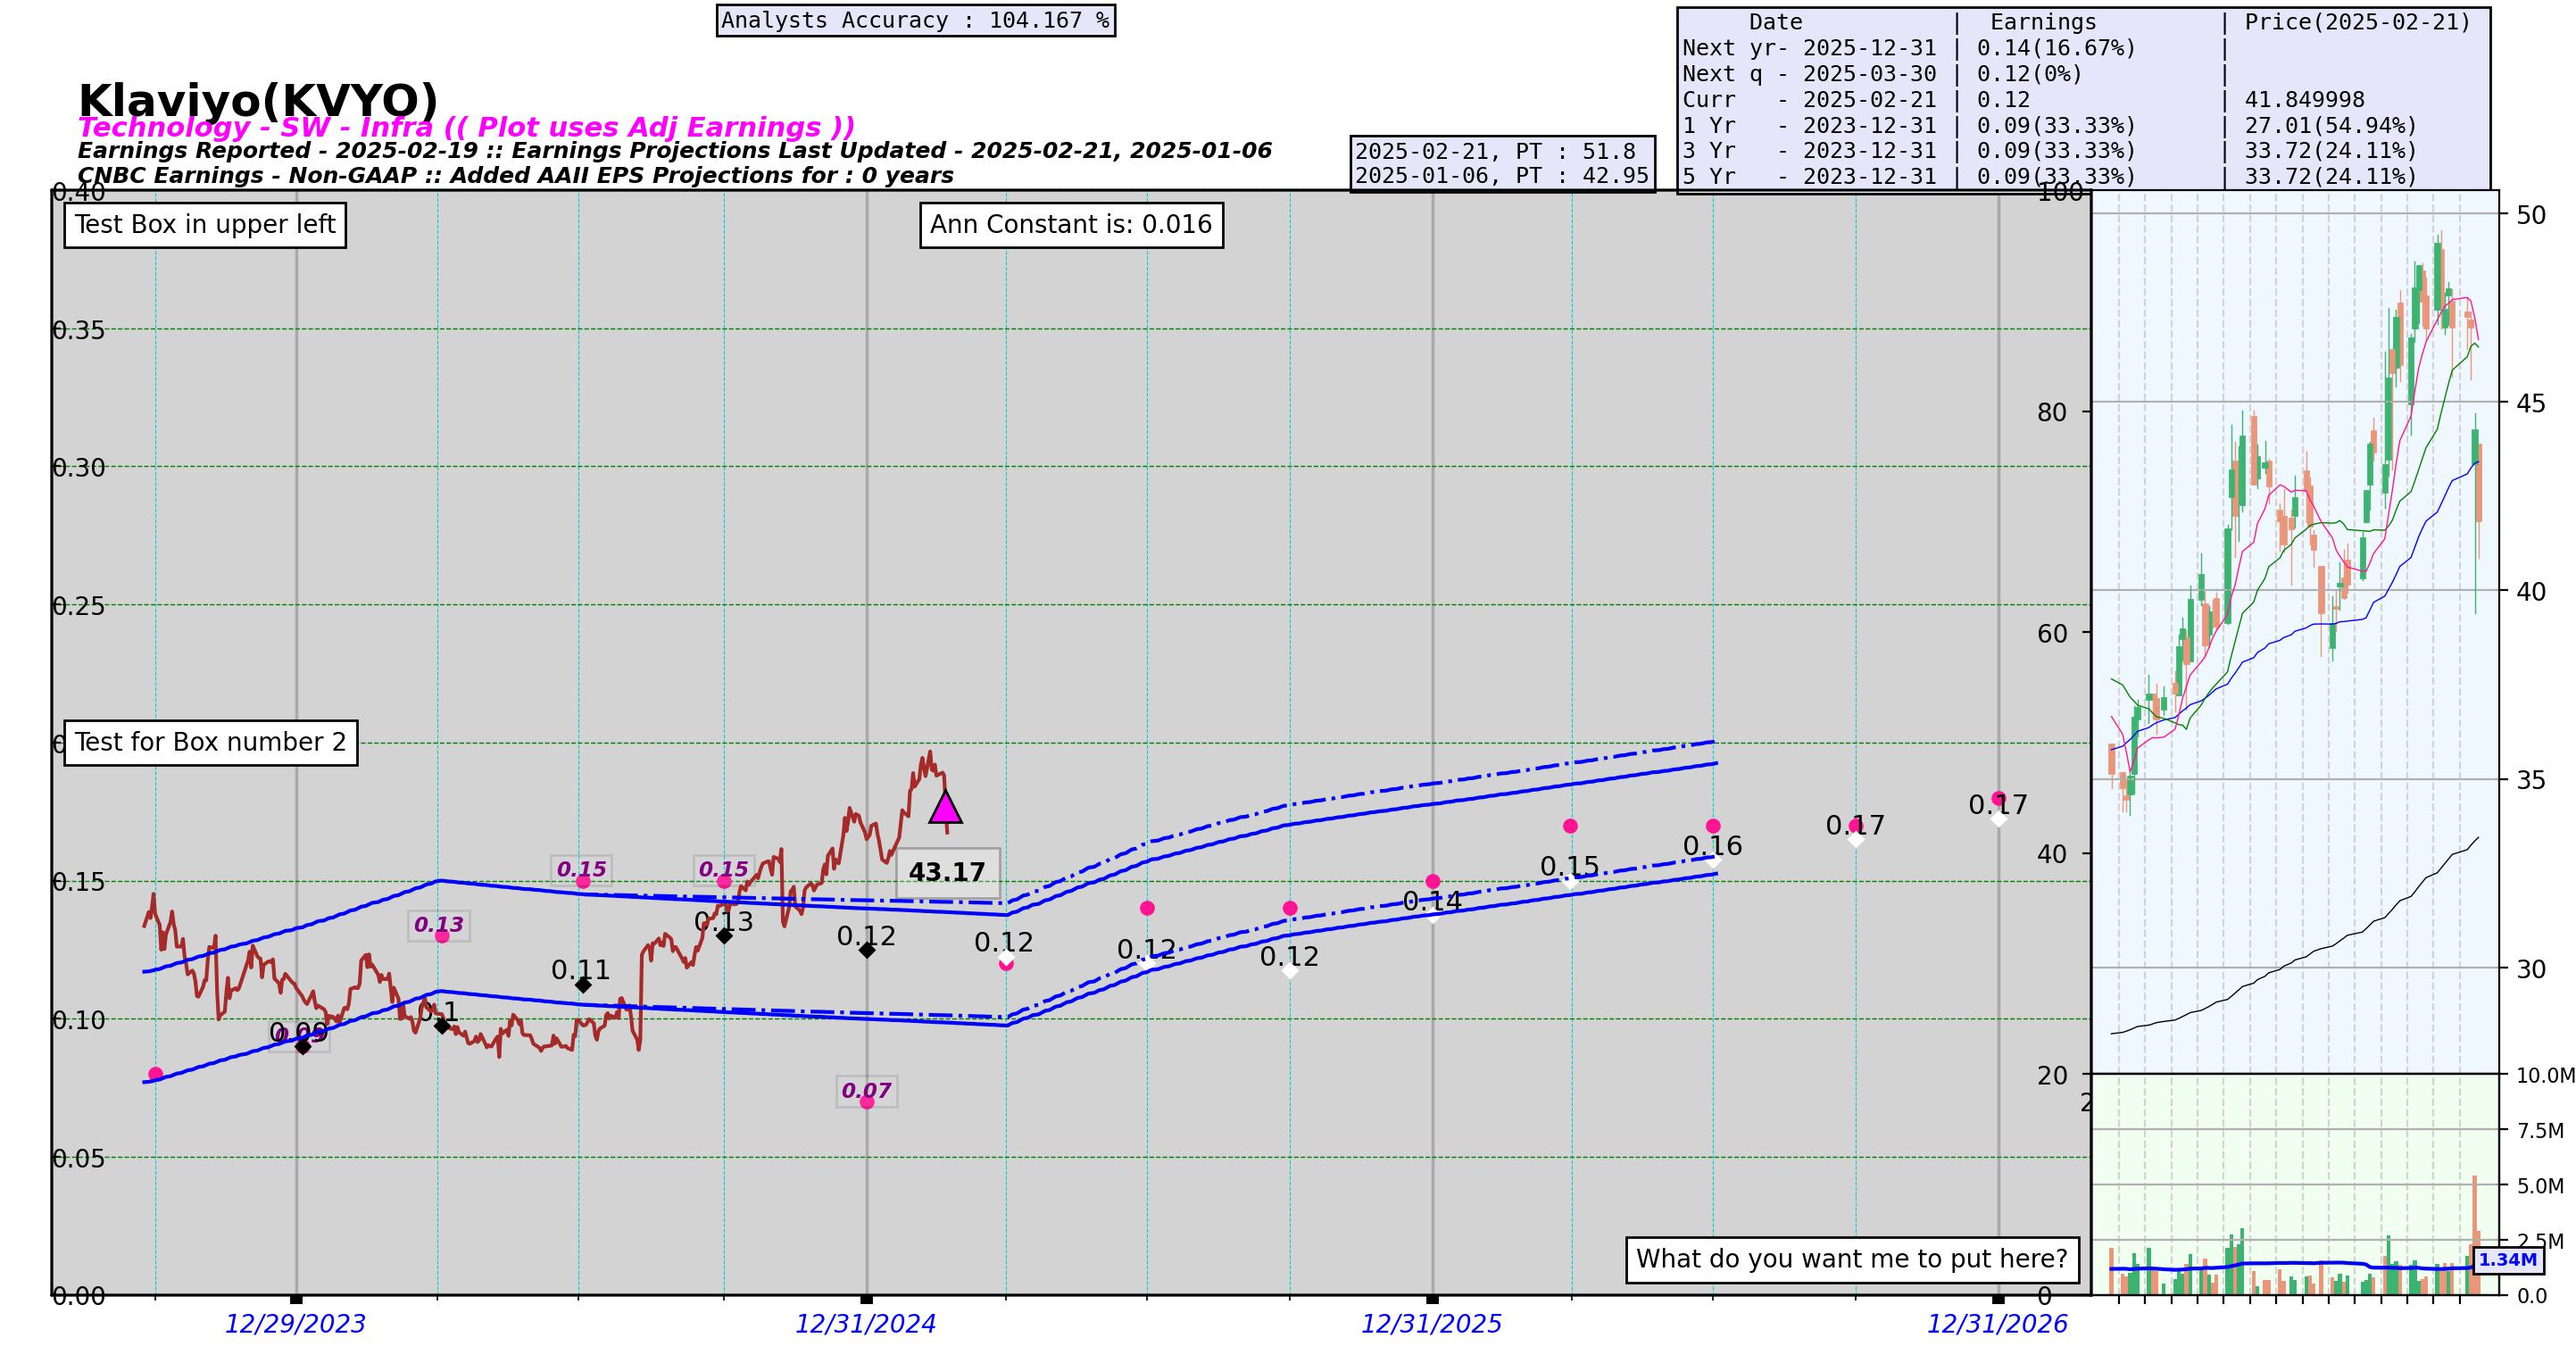 Analysts Accuracy : 104.167 %
Date | Earnings | Price(2025-02-21)
Next yr- 2025-12-31 | 0.14(16.67%) |
Next q - 2025-03-30 | 0.12(0%) |
Curr - 2025-02-21 | 0.12 | 41.849998
1 Yr - 2023-12-31 | 0.09(33.33%) | 27.01(54.94%)
3 Yr - 2023-12-31 | 0.09(33.33%) | 33.72(24.11%)
5 Yr - 2023-12-31 | 0.09(33.33%) | 33.72(24.11%)
Klaviyo(KVYO)
Technology - SW - Infra (( Plot uses Adj Earnings ))
Earnings Reported - 2025-02-19 :: Earnings Projections Last Updated - 2025-02-21, 2025-01-06
CNBC Earnings - Non-GAAP :: Added AAII EPS Projections for : 0 years
2025-02-21, PT : 51.8
2025-01-06, PT : 42.95
0.40
0.35
0.30
0.25
0.15
0.10
0.05
0.00
Test Box in upper left
Ann Constant is: 0.016
Test for Box number 2
43.17
0.09
0.13
0.1
0.15
0.11
0.15
0.13
0.12
0.07
0.12
0.12
0.12
0.14
0.15
0.16
0.17
0.17
What do you want me to put here?
100
80
60
40
20
0
2
50
45
40
35
30
10.0M
7.5M
5.0M
2.5M
1.34M
0.0
12/29/2023
12/31/2024
12/31/2025
12/31/2026